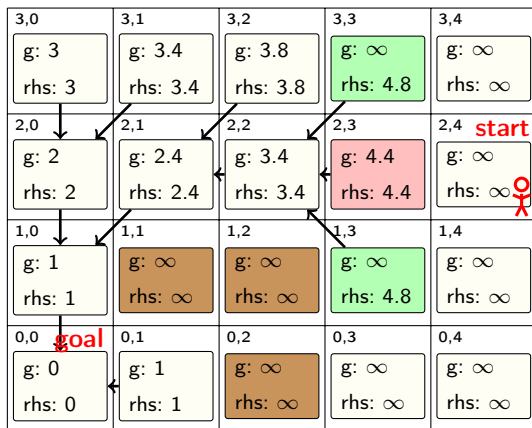 3,0 3,1 3,2 3,3 3,4
g: 3 g: 3.4 g: 3.8 g: ∞ g: ∞
rhs: 3 rhs: 3.4 rhs: 3.8 rhs: 4.8 rhs: ∞
2,0 2,1 2,2 2,3 2,4 start
g: 2 g: 2.4 g: 3.4 g: 4.4 g: ∞
rhs: 2 rhs: 2.4 rhs: 3.4 rhs: 4.4 rhs: ∞
1,0 1,1 1,2 1,3 1,4
g: 1 g: ∞ g: ∞ g: ∞ g: ∞
rhs: 1 rhs: ∞ rhs: ∞ rhs: 4.8 rhs: ∞
0,0 goal 0,1 0,2 0,3 0,4
g: 0 g: 1 g: ∞ g: ∞ g: ∞
rhs: 0 rhs: 1 rhs: ∞ rhs: ∞ rhs: ∞